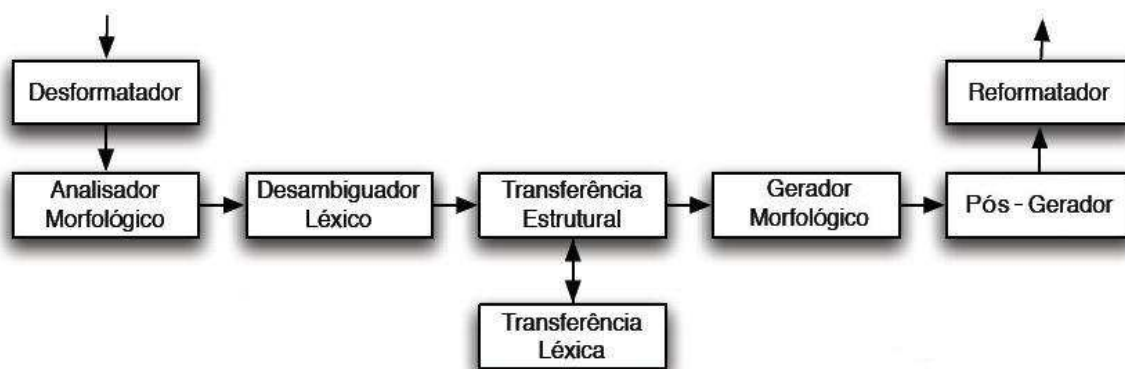 Desformatador
Reformatador
Analisador
Morfológico
Desambiguador
Léxico
Transferência
Estrutural
Gerador
Morfológico
Pós - Gerador
Transferência
Léxica